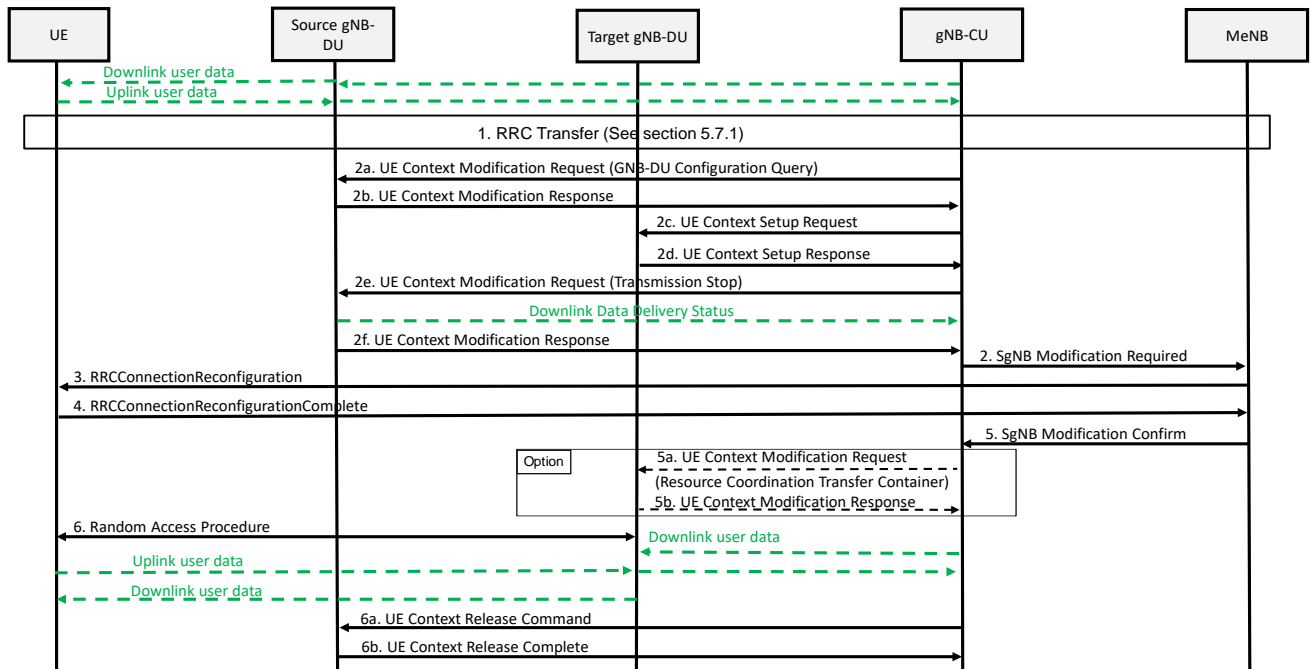 UE
Source gNB-
DU
Target gNB-DU
gNB-CU
MeNB
Downlink user data
Uplink user data
1. RRC Transfer (See section 5.7.1)
2a. UE Context Modification Request (GNB-DU Configuration Query)
2b. UE Context Modification Response
2c. UE Context Setup Request
2d. UE Context Setup Response
2e. UE Context Modification Request (Transmission Stop)
Downlink Data Delivery Status
2f. UE Context Modification Response
2. SgNB Modification Required
3. RRCConnectionReconfiguration
4. RRCConnectionReconfigurationComplete
5. SgNB Modification Confirm
Option
5a. UE Context Modification Request
(Resource Coordination Transfer Container)
5b. UE Context Modification Response
6. Random Access Procedure
Downlink user data
Uplink user data
Downlink user data
6a. UE Context Release Command
6b. UE Context Release Complete